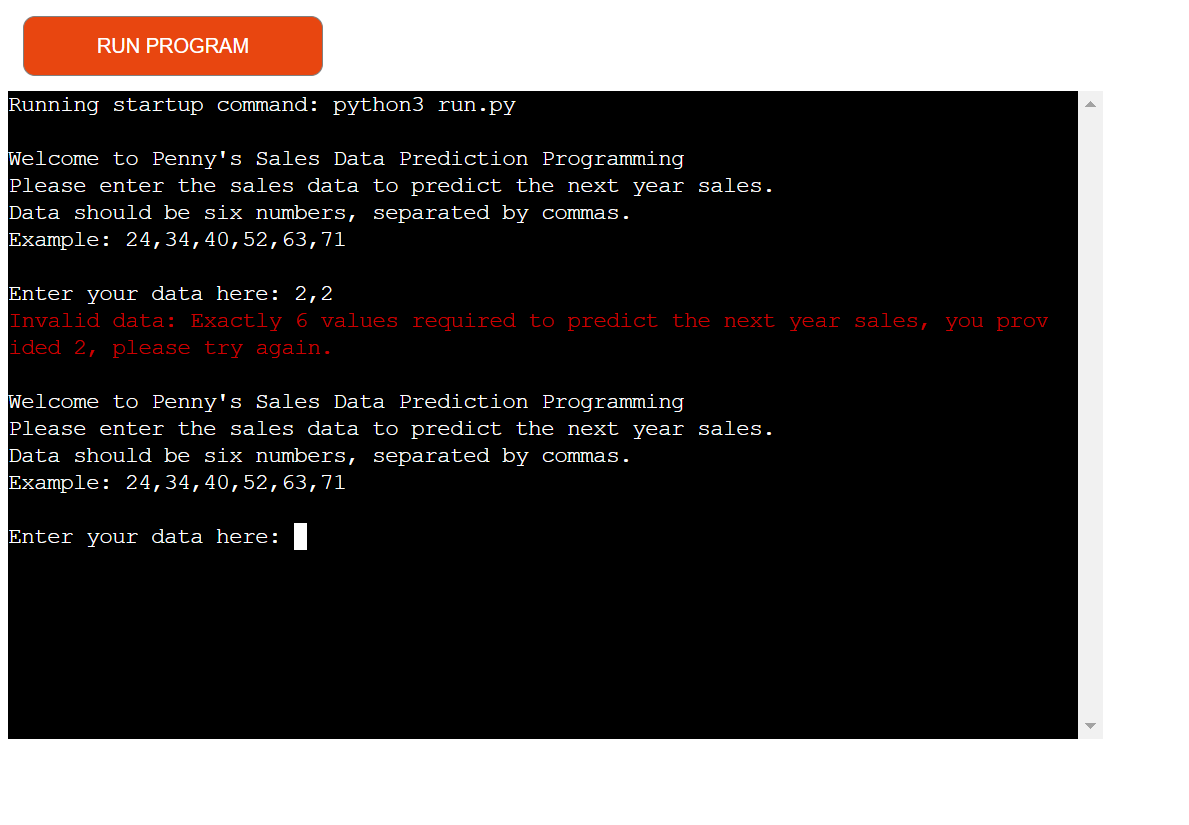 RUN PROGRAM
Running startup command: python3 run.py
Welcome to Penny's Sales Data Prediction Programming
Please enter the sales data to predict the next year sales.
Data should be six numbers, separated by commas.
Example: 24,34,40,52,63,71
Enter your data here: 2,2
Invalid data: Exactly 6 values required to predict the next year sales, you prov
ided 2, please try again.
Welcome to Penny's Sales Data Prediction Programming
Please enter the sales data to predict the next year sales.
Data should be six numbers, separated by commas.
Example: 24,34,40,52,63,71
Enter your data here: